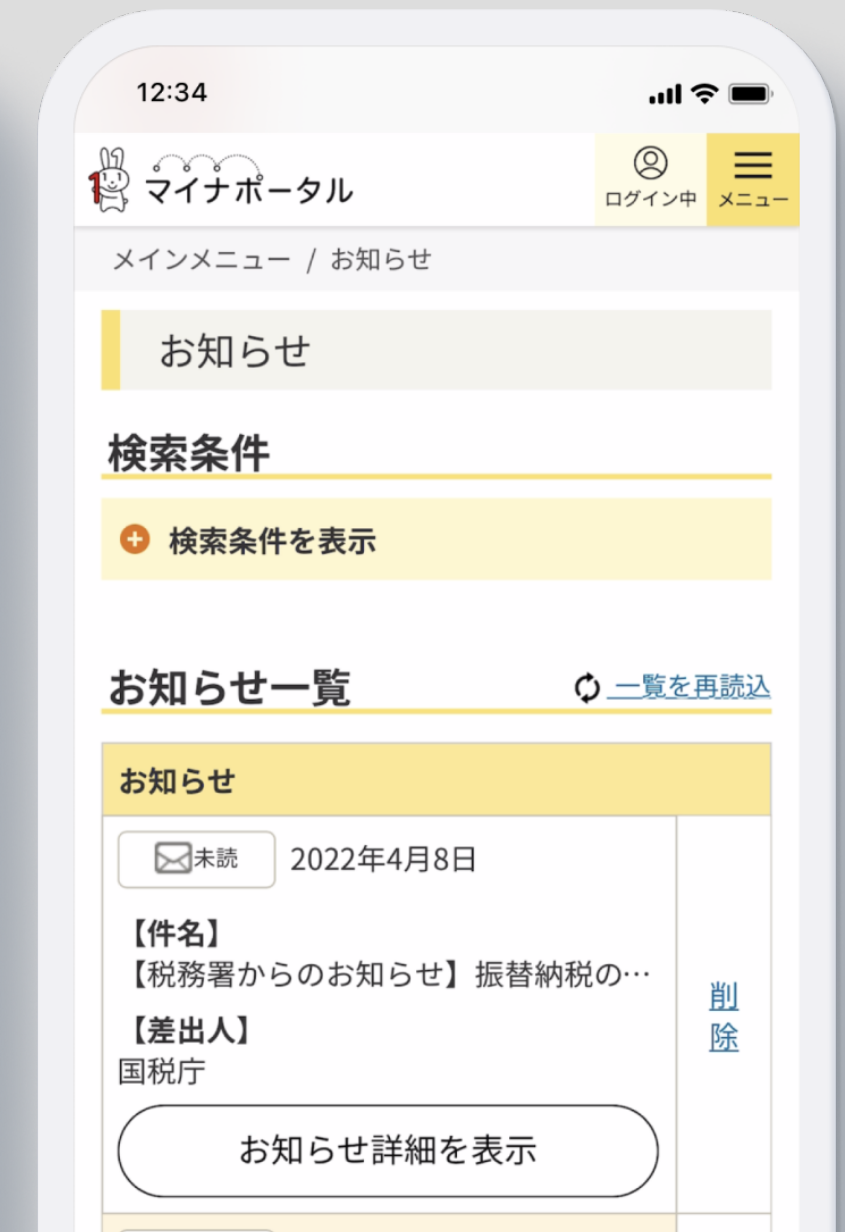 12:34
マイナポータル
ログイン中
メニュー
メインメニュー / お知らせ
お知らせ
検索条件
検索条件を表示
お知らせ一覧
一覧を再読込
お知らせ
未読 2022年4月8日
【件名】
【税務署からのお知らせ】振替納税の…
【差出人】
国税庁
お知らせ詳細を表示
削
除